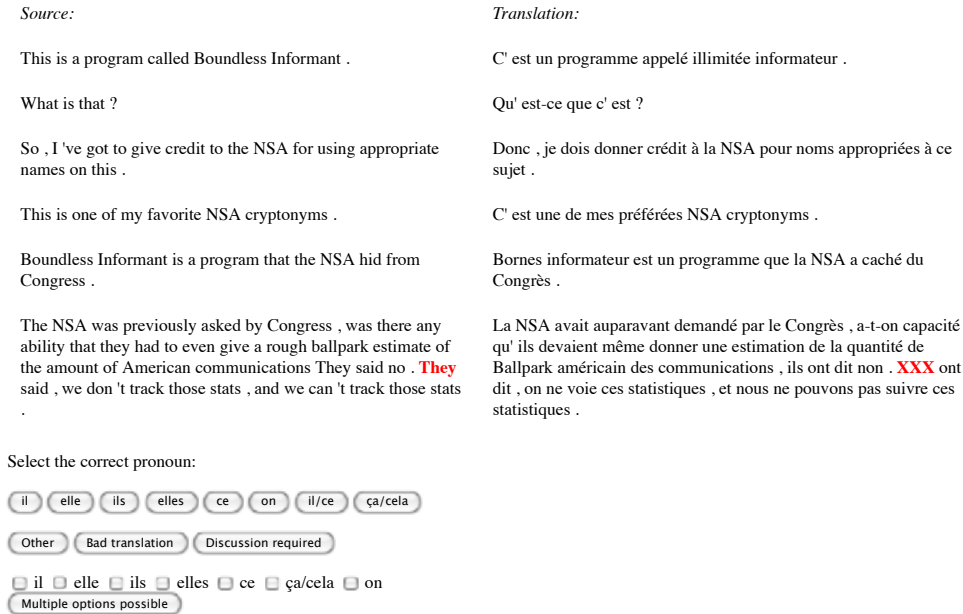 Source:
Translation:
This is a program called Boundless Informant .
C' est un programme appelé illimitée informateur .
What is that ?
Qu' est-ce que c' est ?
So , I 've got to give credit to the NSA for using appropriate
names on this .
Donc , je dois donner crédit à la NSA pour noms appropriées à ce
sujet .
This is one of my favorite NSA cryptonyms .
C' est une de mes préférées NSA cryptonyms .
Boundless Informant is a program that the NSA hid from
Congress .
Bornes informateur est un programme que la NSA a caché du
Congrès .
The NSA was previously asked by Congress , was there any
ability that they had to even give a rough ballpark estimate of
the amount of American communications They said no . They
said , we don 't track those stats , and we can 't track those stats
.
La NSA avait auparavant demandé par le Congrès , a-t-on capacité
qu' ils devaient même donner une estimation de la quantité de
Ballpark américain des communications , ils ont dit non . XXX ont
dit , on ne voie ces statistiques , et nous ne pouvons pas suivre ces
statistiques .
Select the correct pronoun:
il elle ils elles ce on il/ce ça/cela
Other Bad translation Discussion required
il elle ils elles ce ça/cela on
Multiple options possible